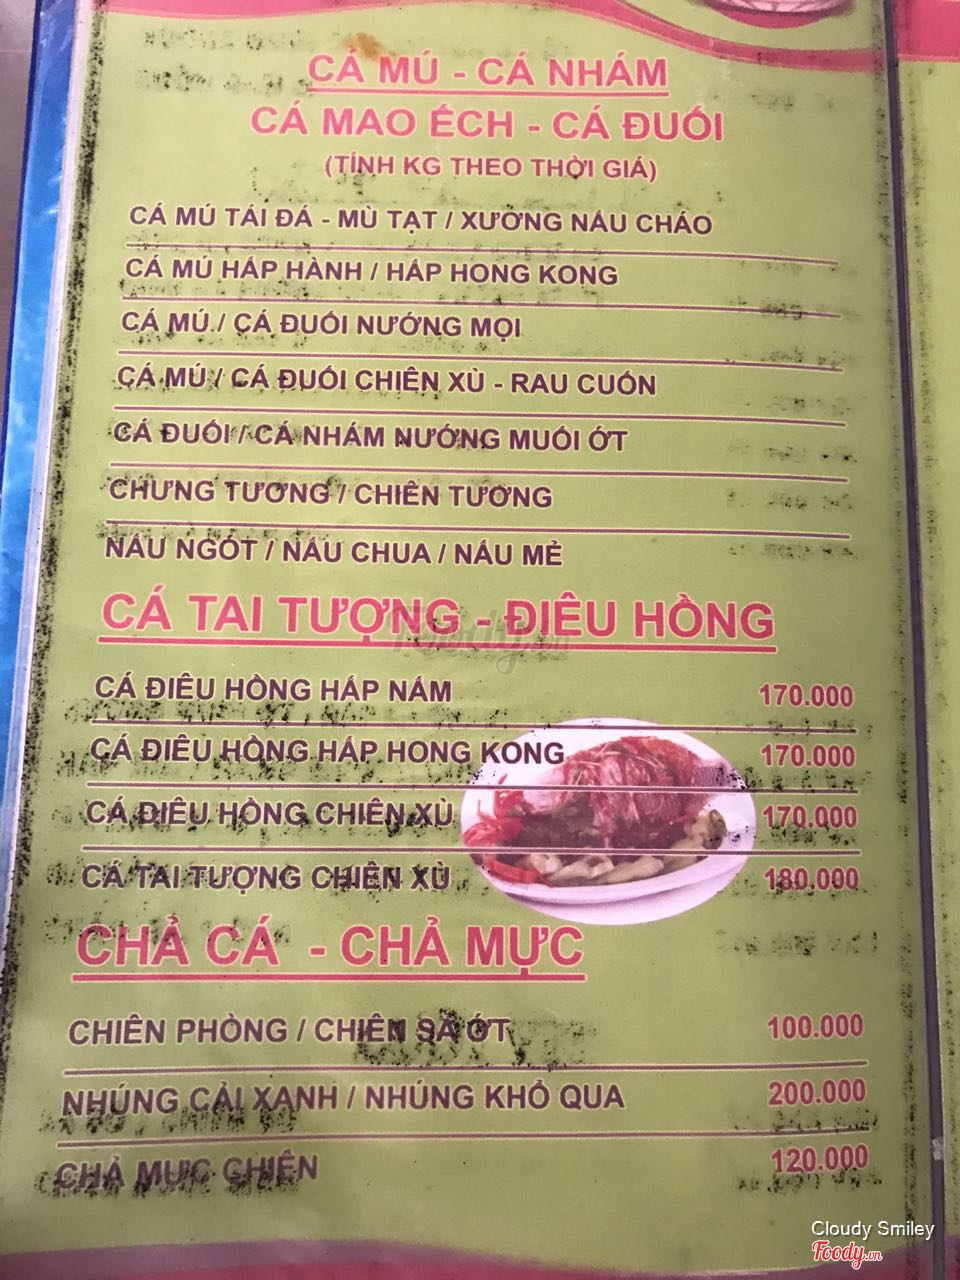 CÁ MÚ - CÁ NHÁM
CÁ MAO ẾCH - CÁ ĐUỐI
(TÍNH KG THEO THỜI GIÁ)
CÁ MÚ TÁI ĐÁ - MÙ TẠT / XƯƠNG NẤU CHÁO
CÁ MÚ HẤP HÀNH / HẤP HONG KONG
CÁ MÚ / CÁ ĐUỐI NƯỚNG MỌI
CÁ MÚ / CÁ ĐUỐI CHIÊN XÙ - RAU CUỐN
CÁ ĐUỐI / CÁ NHÁM NƯỚNG MUỐI ỚT
CHƯNG TƯƠNG / CHIÊN TƯƠNG
NẤU NGÓT / NẤU CHUA / NẤU MẺ
CÁ TAI TƯỢNG - ĐIÊU HỒNG
CÁ ĐIÊU HỒNG HẤP NẤM 170.000
CÁ ĐIÊU HỒNG HẤP HONG KONG 170.000
CÁ ĐIÊU HỒNG CHIÊN XÙ 170.000
CÁ TAI TƯỢNG CHIÊN XÙ 180.000
CHẢ CÁ - CHẢ MỰC
CHIÊN PHÒNG / CHIÊN SẢ ỚT 100.000
NHÚNG CẢI XANH / NHÚNG KHỔ QUA 200.000
CHẢ MỰC CHIÊN 120.000
Foody.vn
Cloudy Smiley
Foody.vn